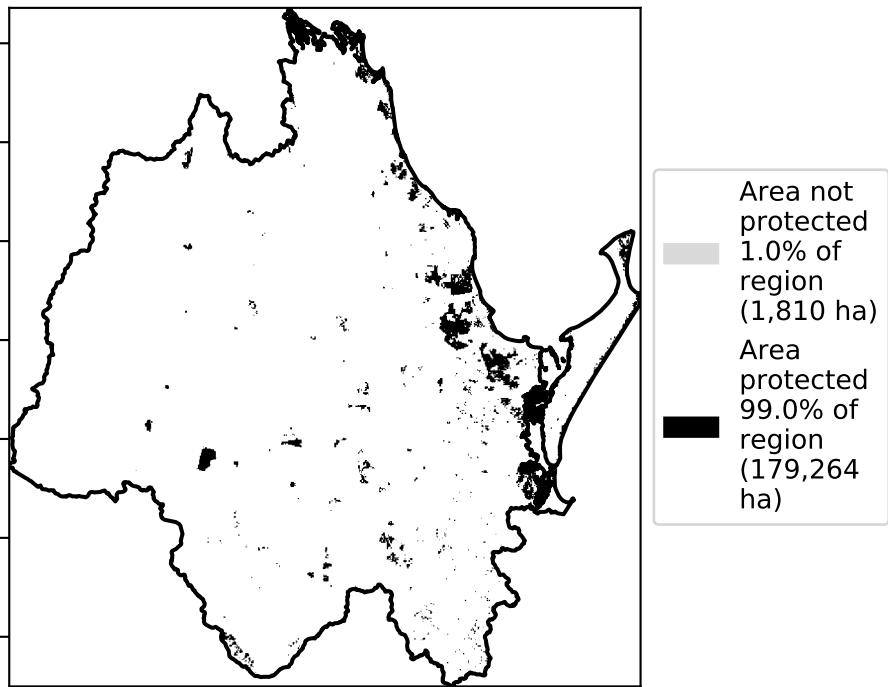 Area not
protected
1.0% of
region
(1,810 ha)
Area
protected
99.0% of
region
(179,264
ha)